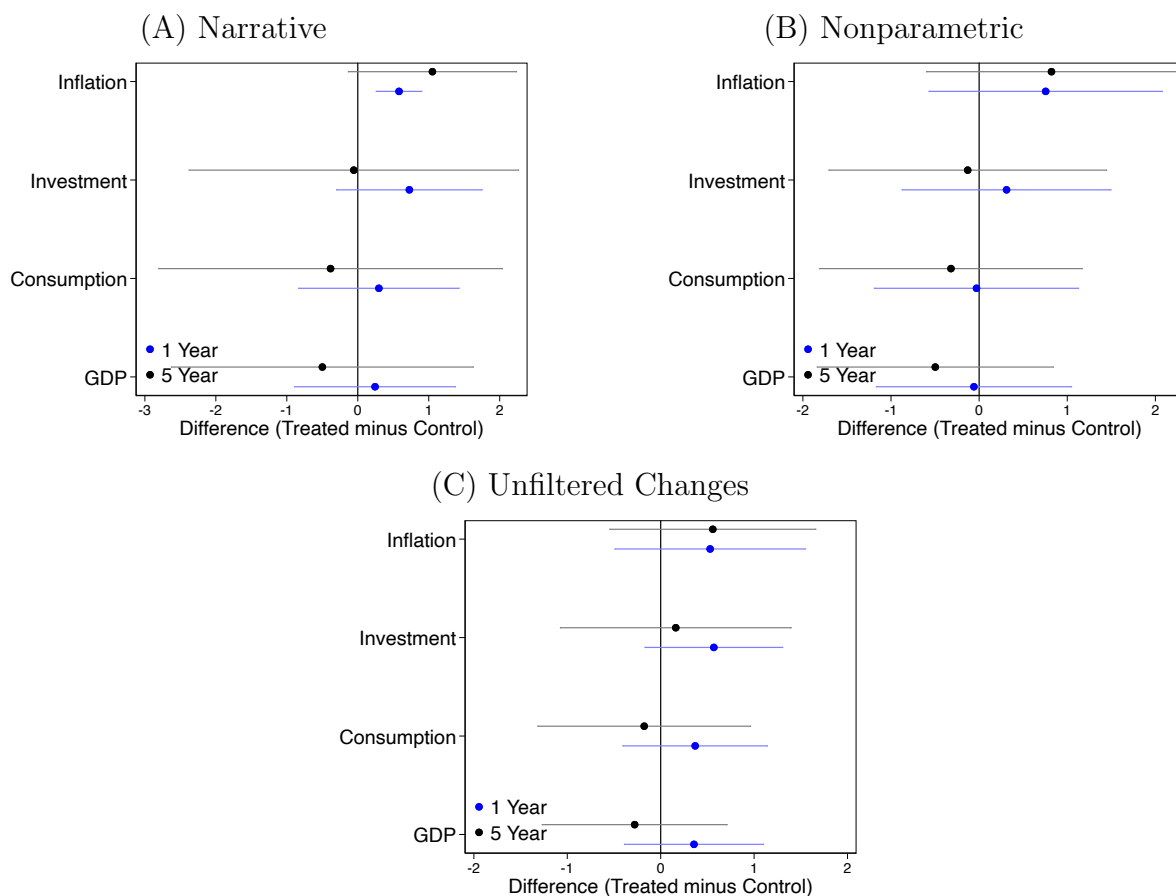 (A) Narrative
Inflation
Investment
Consumption
GDP
1 Year
5 Year
-3 -2 -1 0 1 2
Difference (Treated minus Control)
(B) Nonparametric
Inflation
Investment
Consumption
GDP
1 Year
5 Year
-2 -1 0 1 2
Difference (Treated minus Control)
(C) Unfiltered Changes
Inflation
Investment
Consumption
GDP
1 Year
5 Year
-2 -1 0 1 2
Difference (Treated minus Control)